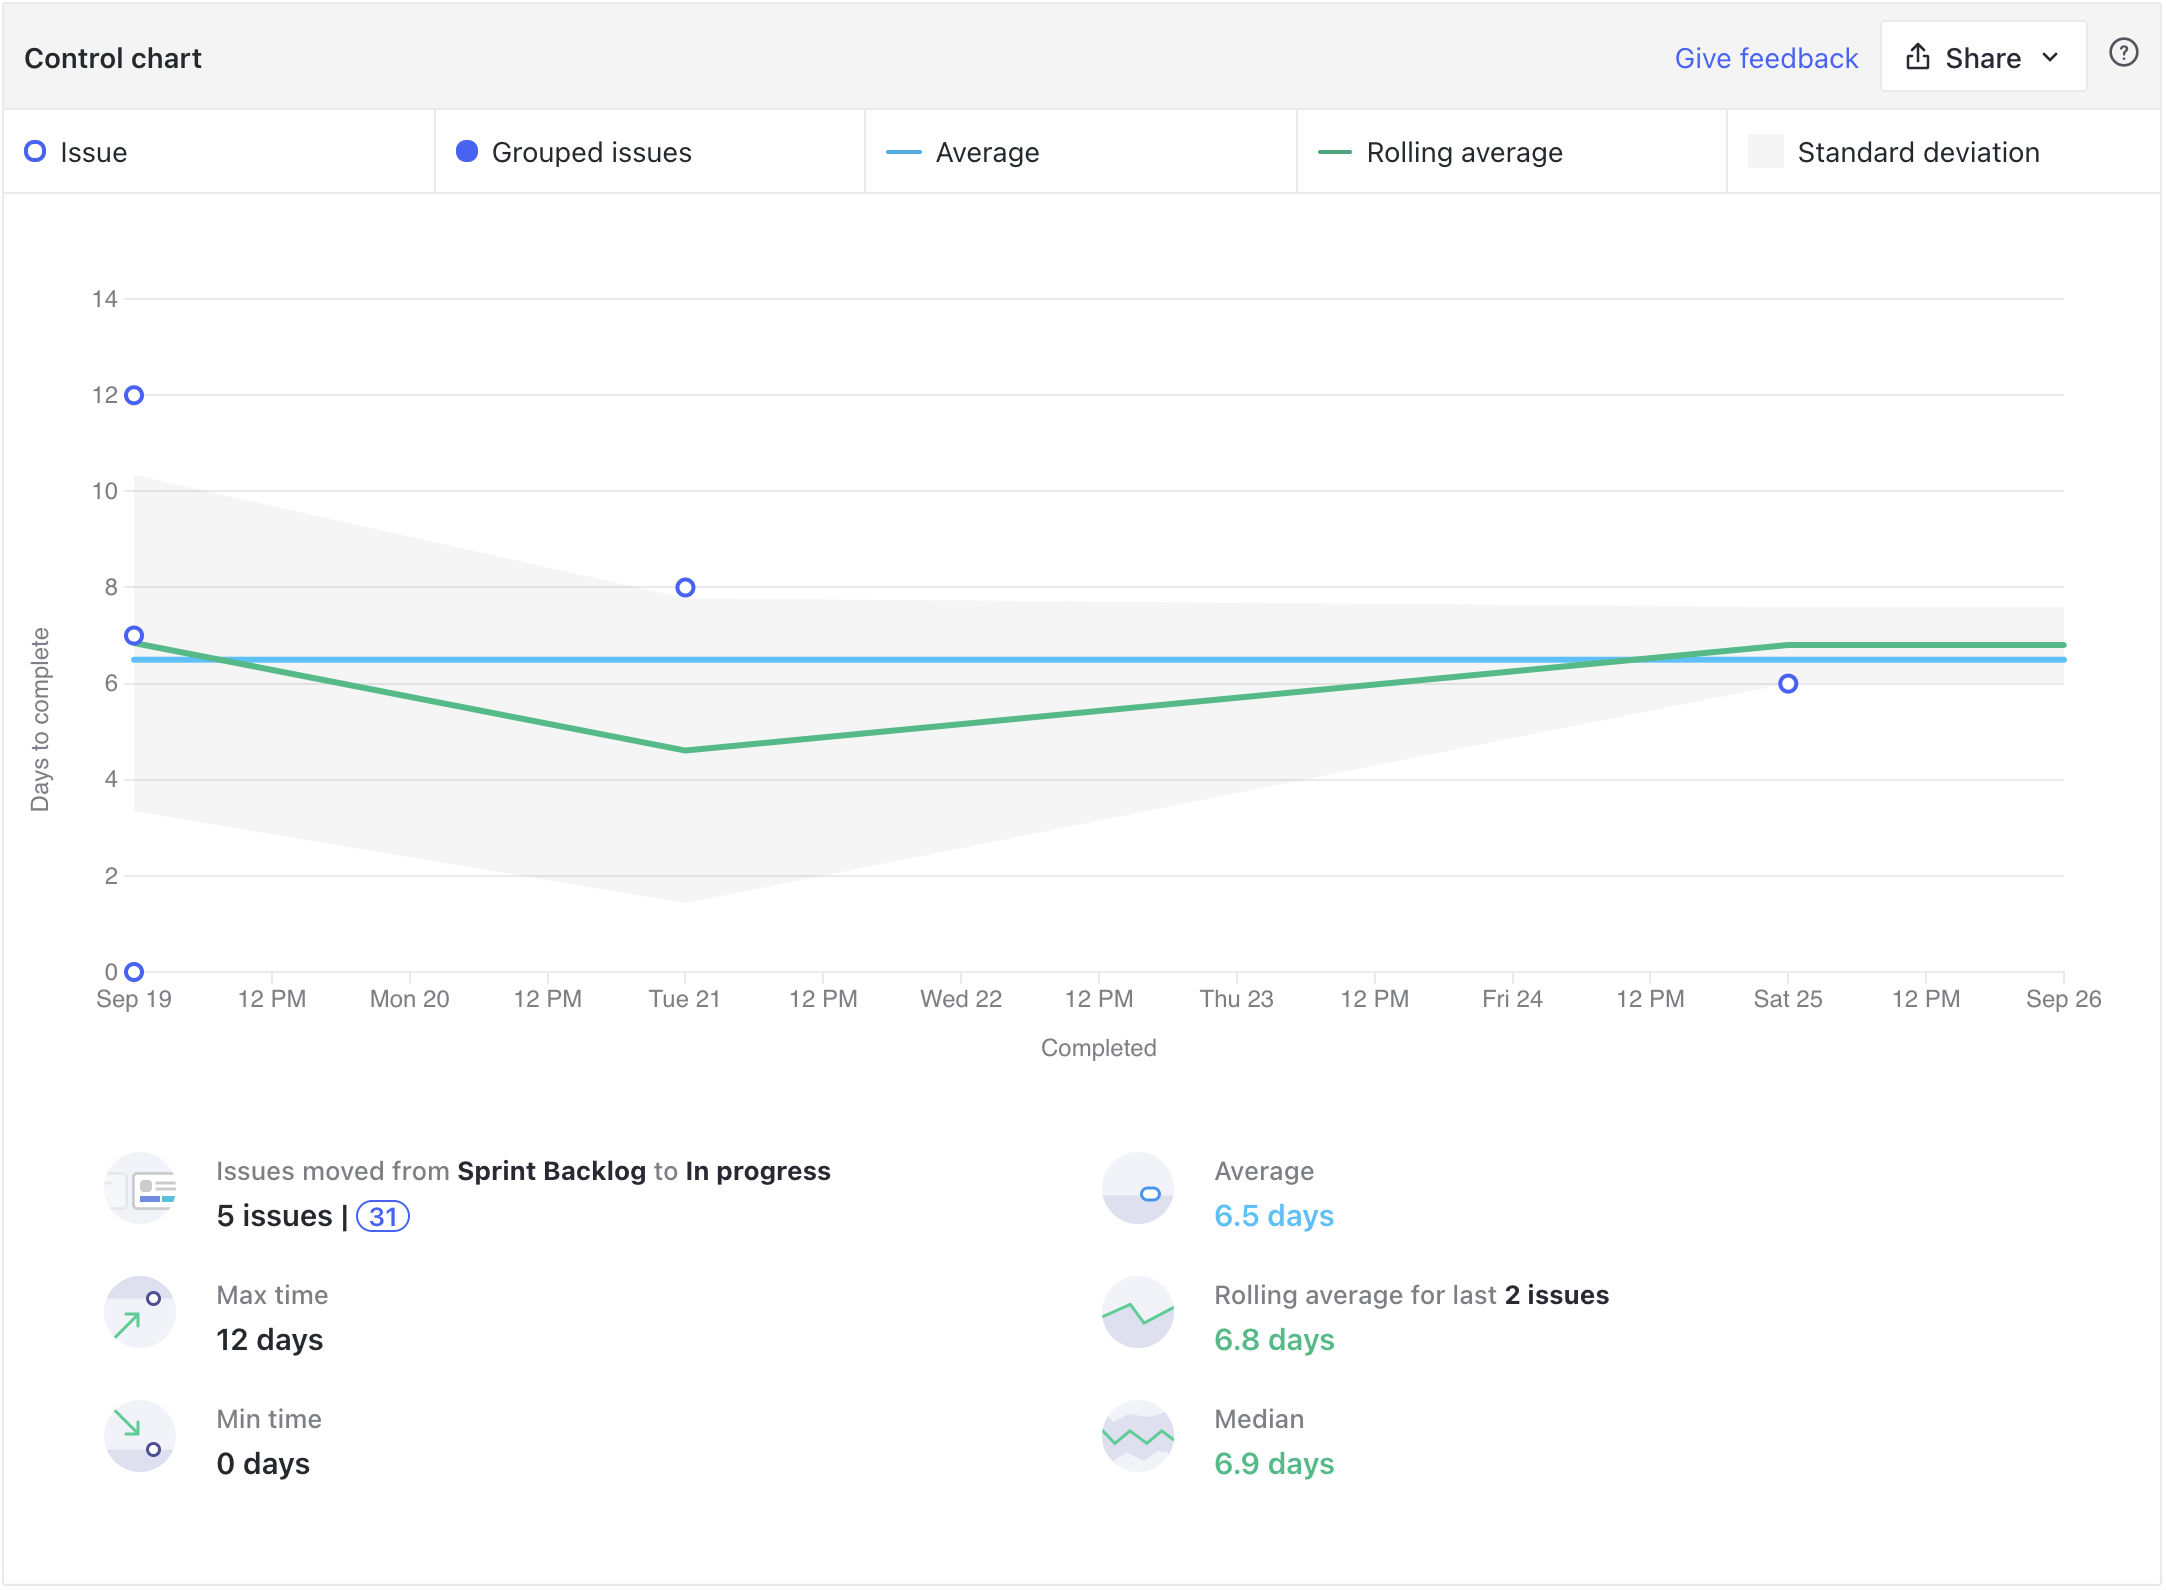 Control chart
Give feedback
Share
?
Issue
Grouped issues
Average
Rolling average
Standard deviation
14
12
10
8
6
4
2
0
Days to complete
Sep 19 12 PM Mon 20 12 PM Tue 21 12 PM Wed 22 12 PM Thu 23 12 PM Fri 24 12 PM Sat 25 12 PM Sep 26
Completed
Issues moved from Sprint Backlog to In progress
5 issues | 31
Average
6.5 days
Max time
12 days
Rolling average for last 2 issues
6.8 days
Min time
0 days
Median
6.9 days